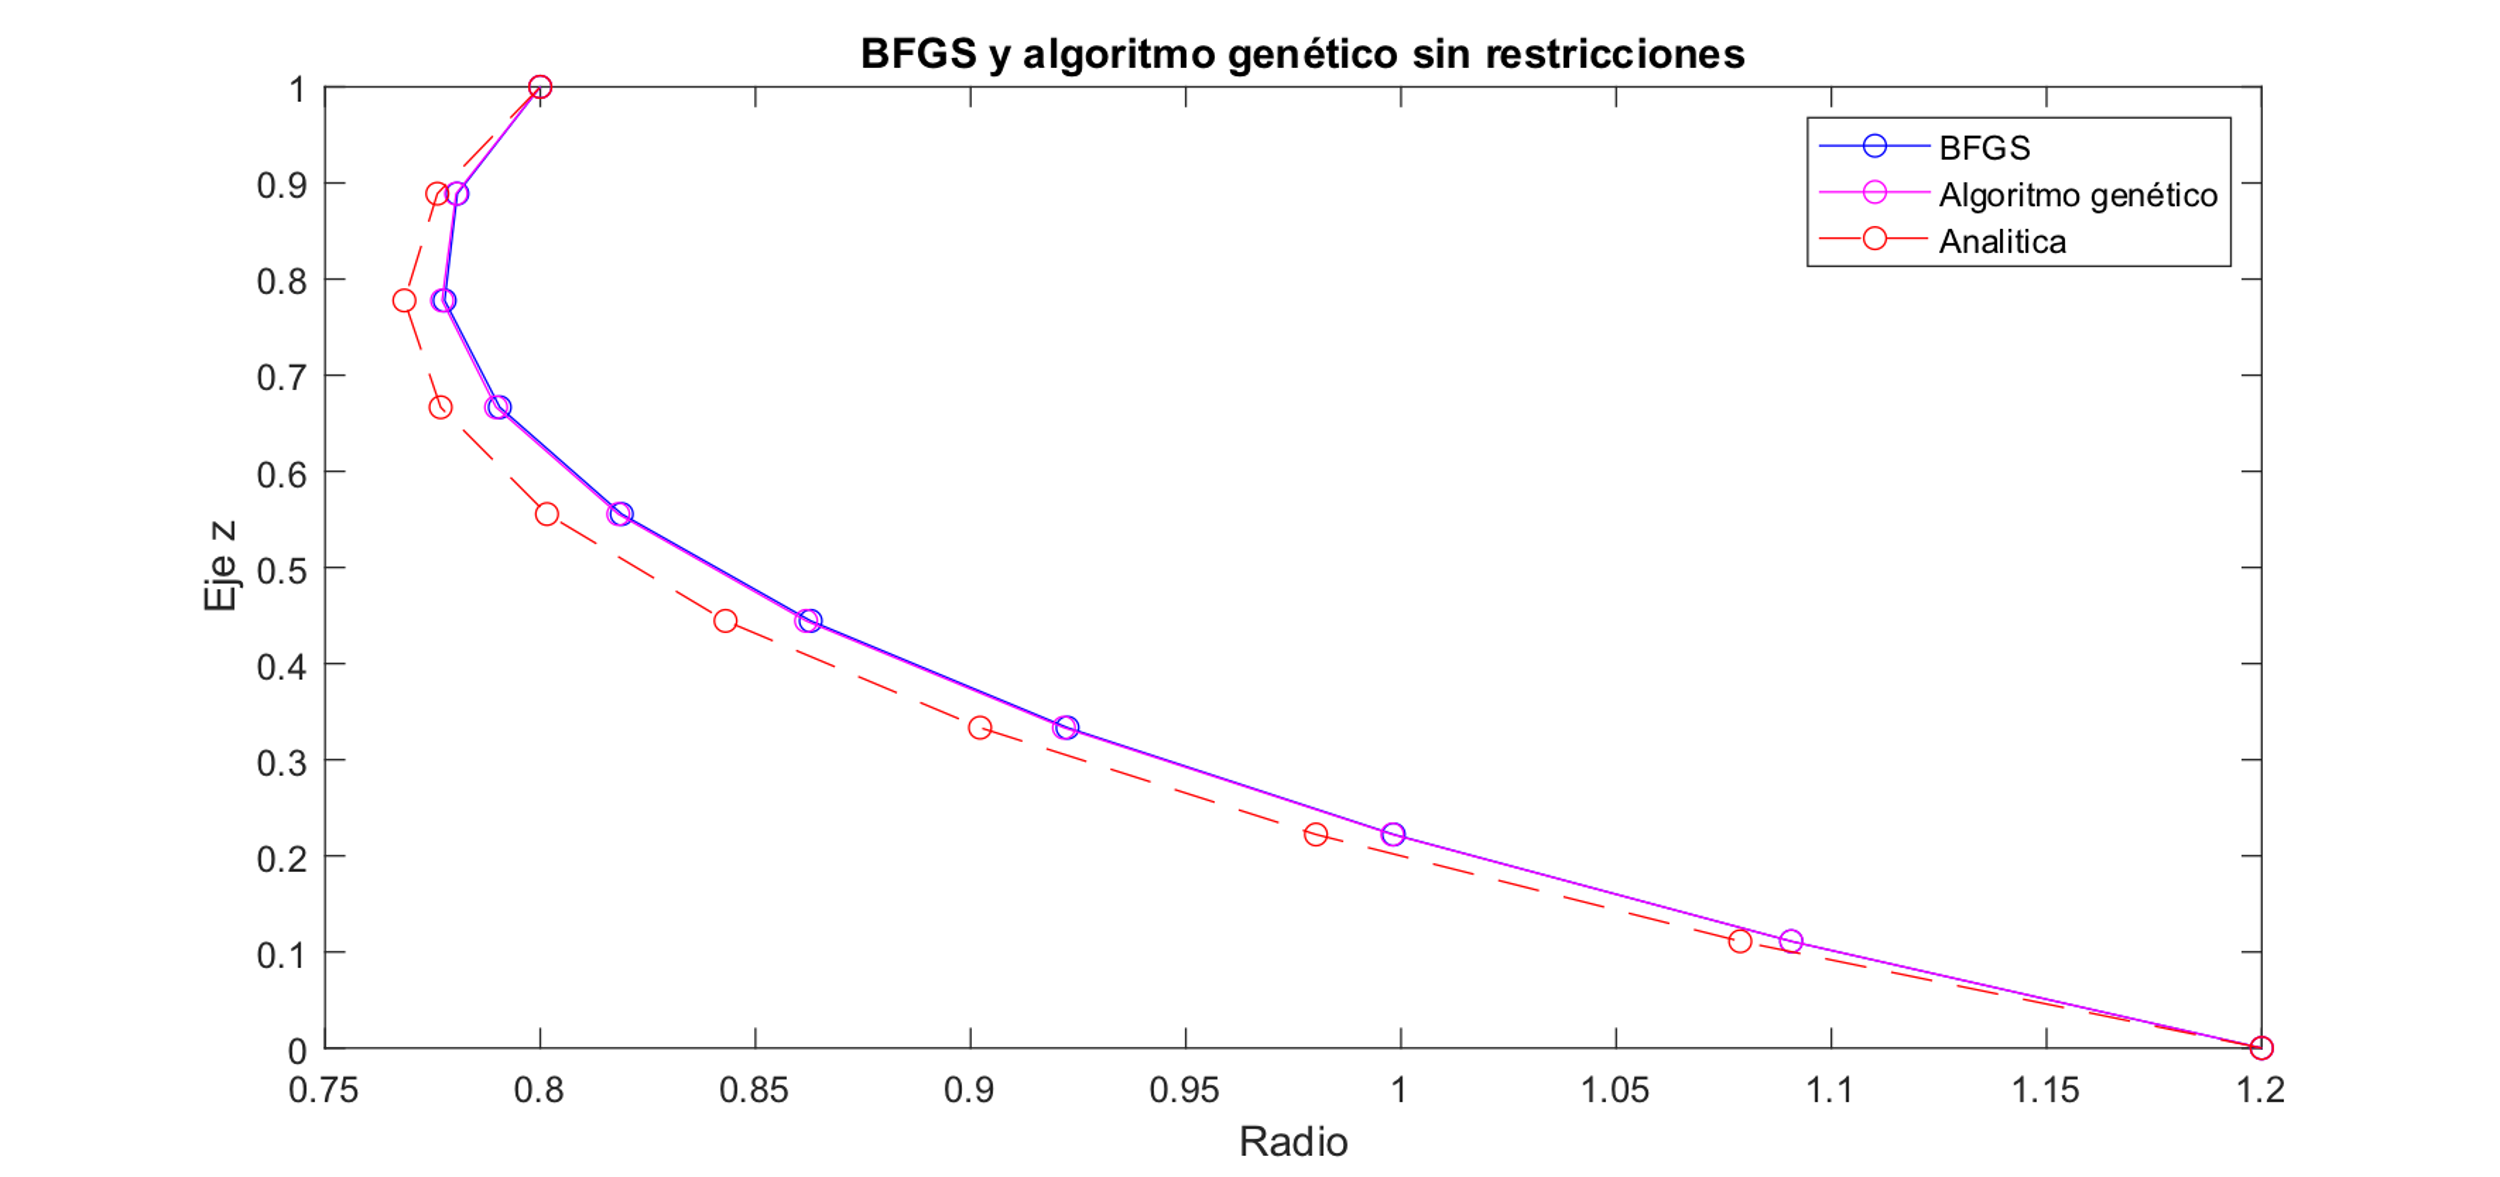 BFGS y algoritmo genético sin restricciones
1
0.9
0.8
0.7
0.6
0.5
0.4
0.3
0.2
0.1
0
Eje z
BFGS
Algoritmo genético
Analitica
0.75 0.8 0.85 0.9 0.95 1 1.05 1.1 1.15 1.2
Radio